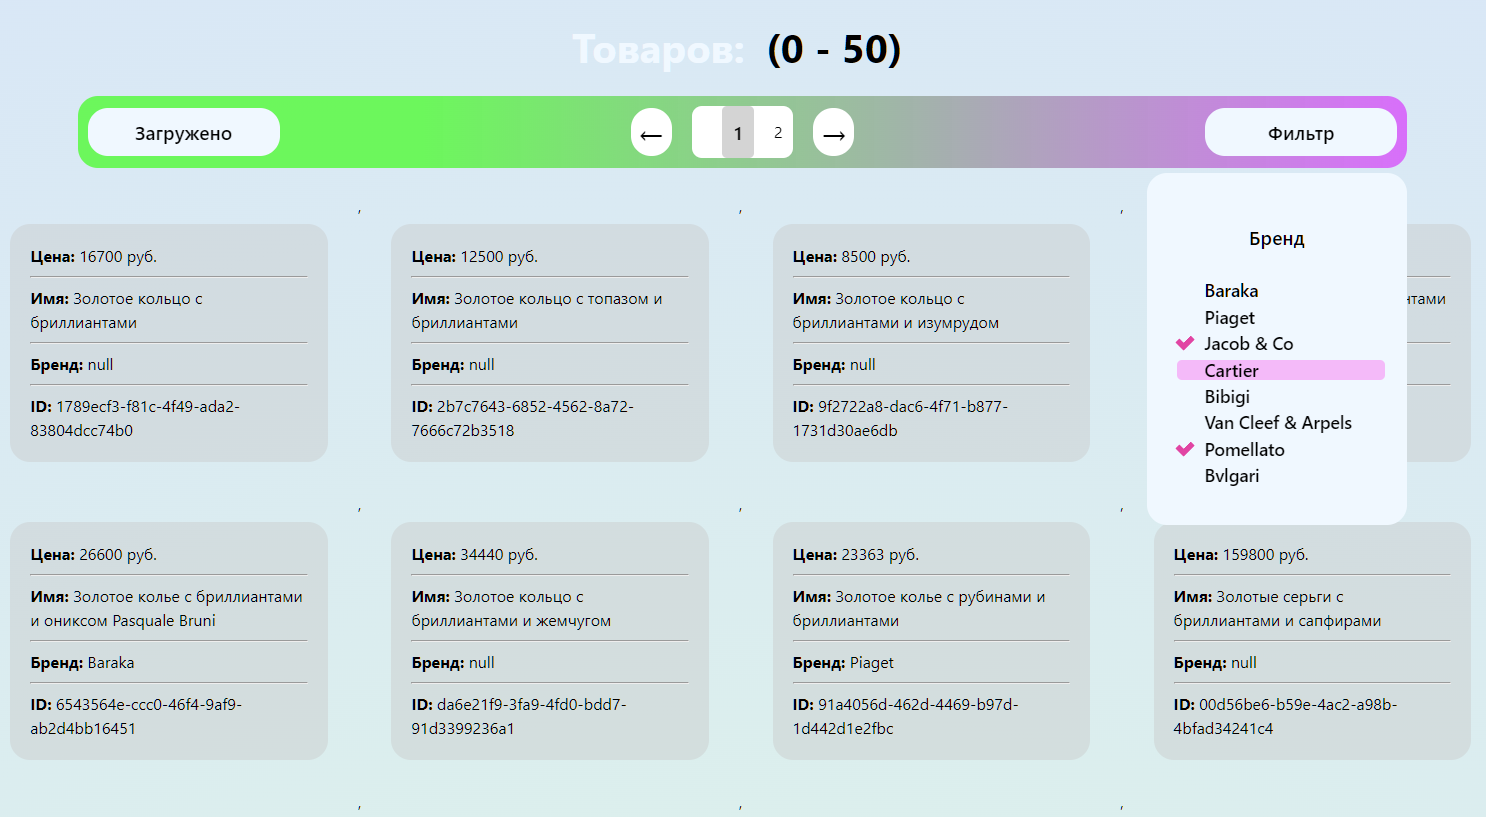 Товаров: (0 - 50)
Загружено
←
1
2
→
Фильтр
Бренд
Baraka
Piaget
Jacob & Co
Cartier
Bibigi
Van Cleef & Arpels
Pomellato
Bvlgari
,
,
,
Цена: 16700 руб.
Имя: Золотое кольцо с
бриллиантами
Бренд: null
ID: 1789ecf3-f81c-4f49-ada2-
83804dcc74b0
Цена: 12500 руб.
Имя: Золотое кольцо с топазом и
бриллиантами
Бренд: null
ID: 2b7c7643-6852-4562-8a72-
7666c72b3518
Цена: 8500 руб.
Имя: Золотое кольцо с
бриллиантами и изумрудом
Бренд: null
ID: 9f2722a8-dac6-4f71-b877-
1731d30ae6db
нтами
,
,
,
Цена: 26600 руб.
Имя: Золотое колье с бриллиантами
и ониксом Pasquale Bruni
Бренд: Baraka
ID: 6543564e-ccc0-46f4-9af9-
ab2d4bb16451
Цена: 34440 руб.
Имя: Золотое кольцо с
бриллиантами и жемчугом
Бренд: null
ID: da6e21f9-3fa9-4fd0-bdd7-
91d3399236a1
Цена: 23363 руб.
Имя: Золотое колье с рубинами и
бриллиантами
Бренд: Piaget
ID: 91a4056d-462d-4469-b97d-
1d442d1e2fbc
Цена: 159800 руб.
Имя: Золотые серьги с
бриллиантами и сапфирами
Бренд: null
ID: 00d56be6-b59e-4ac2-a98b-
4bfad34241c4
,
,
,